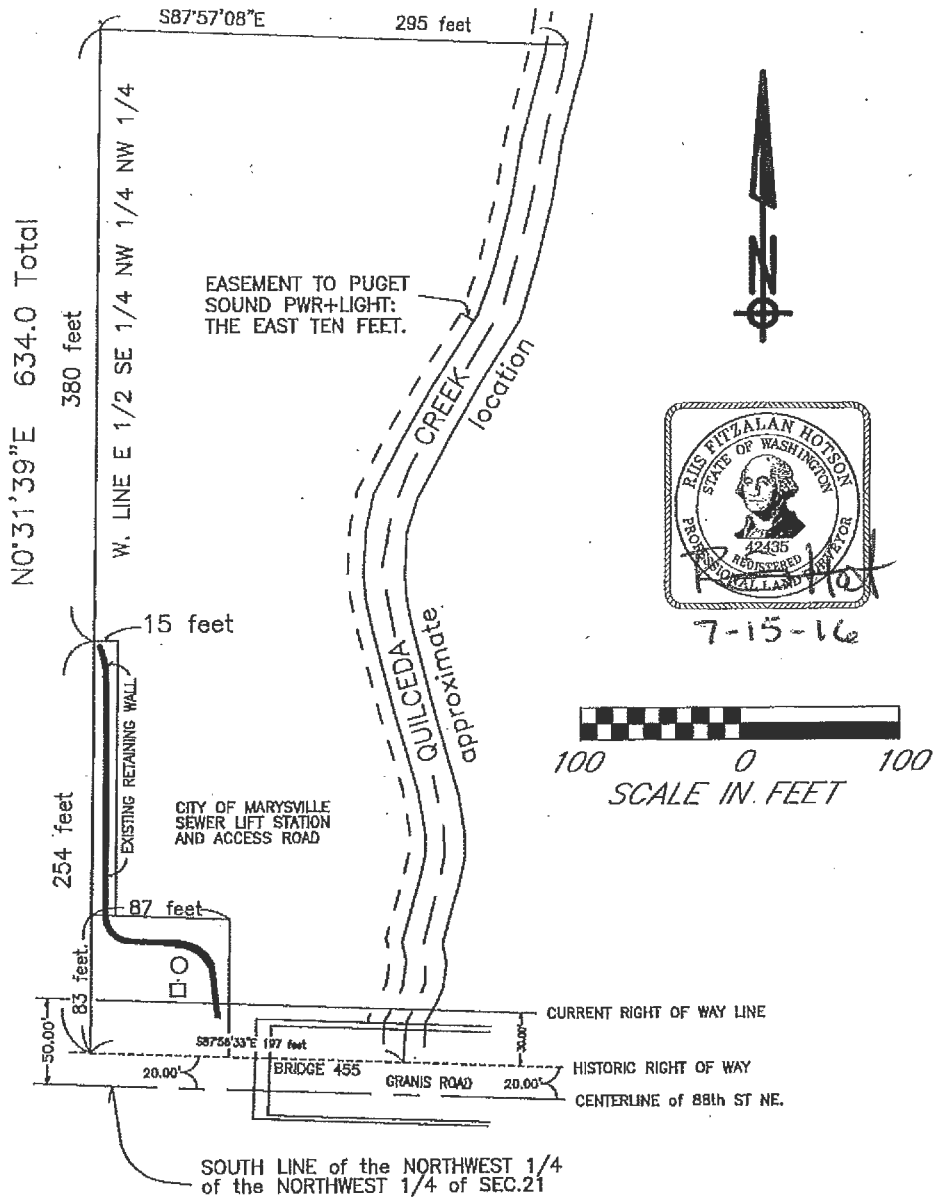 S87°57'08"E
295 feet
N0°31'39"E 634.0 Total
380 feet
W. LINE E 1/2 SE 1/4 NW 1/4 NW 1/4
EASEMENT TO PUGET
SOUND PWR+LIGHT:
THE EAST TEN FEET.
CREEK
location
N
RIIS FITZALAN HOTSON
STATE OF WASHINGTON
42435
REGISTERED
PROFESSIONAL LAND SURVEYOR
7-15-16
15 feet
EXISTING RETAINING WALL
QUILCEDA
approximate
100 0 100
SCALE IN FEET
254 feet
CITY OF MARYSVILLE
SEWER LIFT STATION
AND ACCESS ROAD
87 feet
83 feet.
50.00'
CURRENT RIGHT OF WAY LINE
30.00'
S87°56'33"E 197 feet
20.00'
BRIDGE 455
GRANIS ROAD
20.00'
HISTORIC RIGHT OF WAY
CENTERLINE of 88th ST NE.
SOUTH LINE of the NORTHWEST 1/4
of the NORTHWEST 1/4 of SEC.21